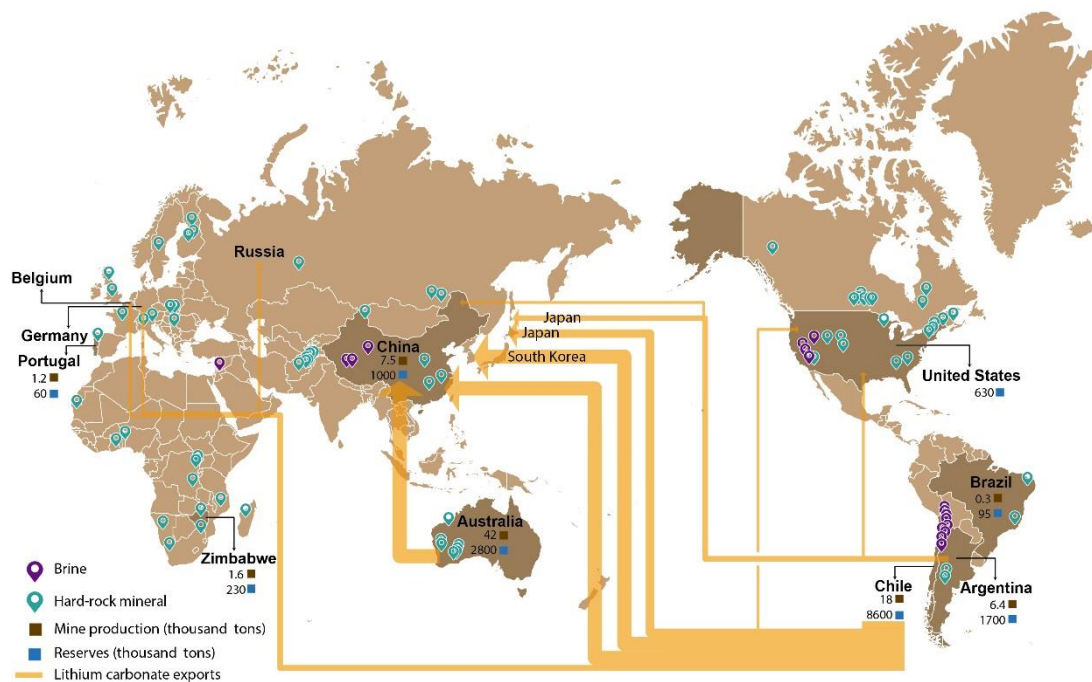 Russia
Belgium
Germany
Portugal
1.2
60
China
7.5
1000
Japan
Japan
South Korea
United States
630
Australia
42
2800
Brazil
0.3
95
Zimbabwe
1.6
230
Chile
18
8600
Argentina
6.4
1700
Brine
Hard-rock mineral
Mine production (thousand tons)
Reserves (thousand tons)
Lithium carbonate exports